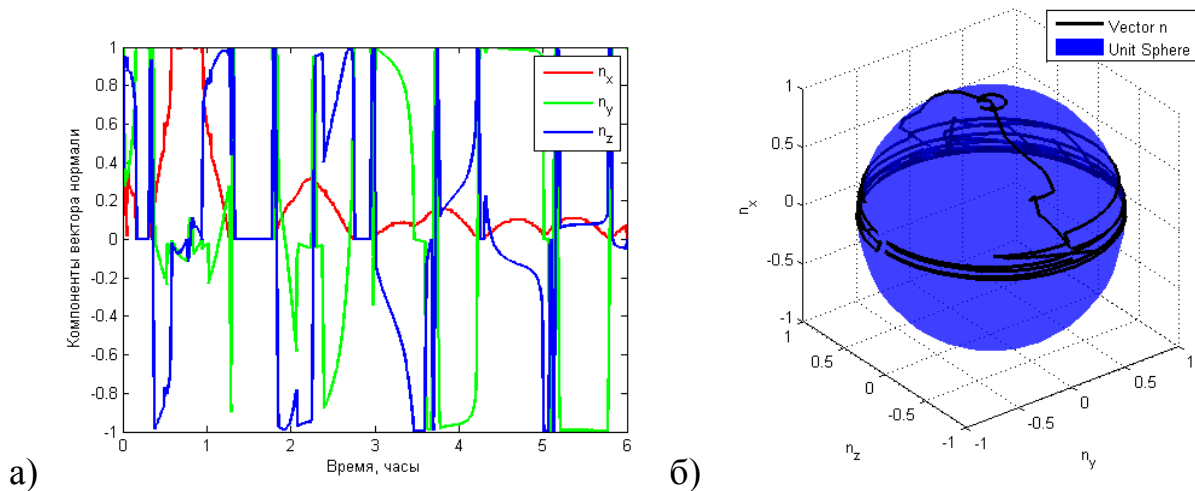 а)
Компоненты вектора нормали
1
0.8
0.6
0.4
0.2
0
-0.2
-0.4
-0.6
-0.8
-1
0 1 2 3 4 5 6
Время, часы
n_x
n_y
n_z
б)
Vector n
Unit Sphere
n_x
1
0.5
0
-0.5
-1
1
0.5
0
-0.5
-1
n_z
-1
-0.5
0
0.5
1
n_y